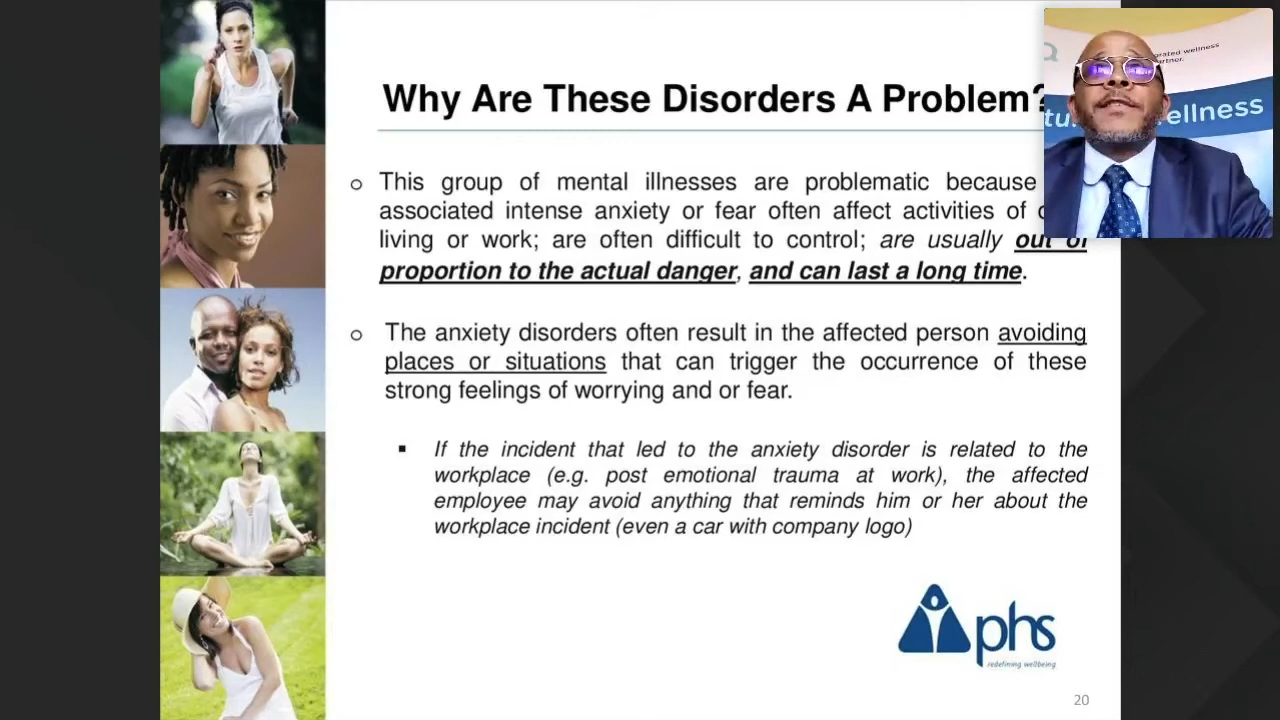 Why Are These Disorders A Problem?
This group of mental illnesses are problematic because
associated intense anxiety or fear often affect activities of
living or work; are often difficult to control; are usually out of
proportion to the actual danger, and can last a long time.
The anxiety disorders often result in the affected person avoiding
places or situations that can trigger the occurrence of these
strong feelings of worrying and or fear.
If the incident that led to the anxiety disorder is related to the
workplace (e.g. post emotional trauma at work), the affected
employee may avoid anything that reminds him or her about the
workplace incident (even a car with company logo)
phs
redefining wellbeing
20
grated wellness
rtner.
ellness